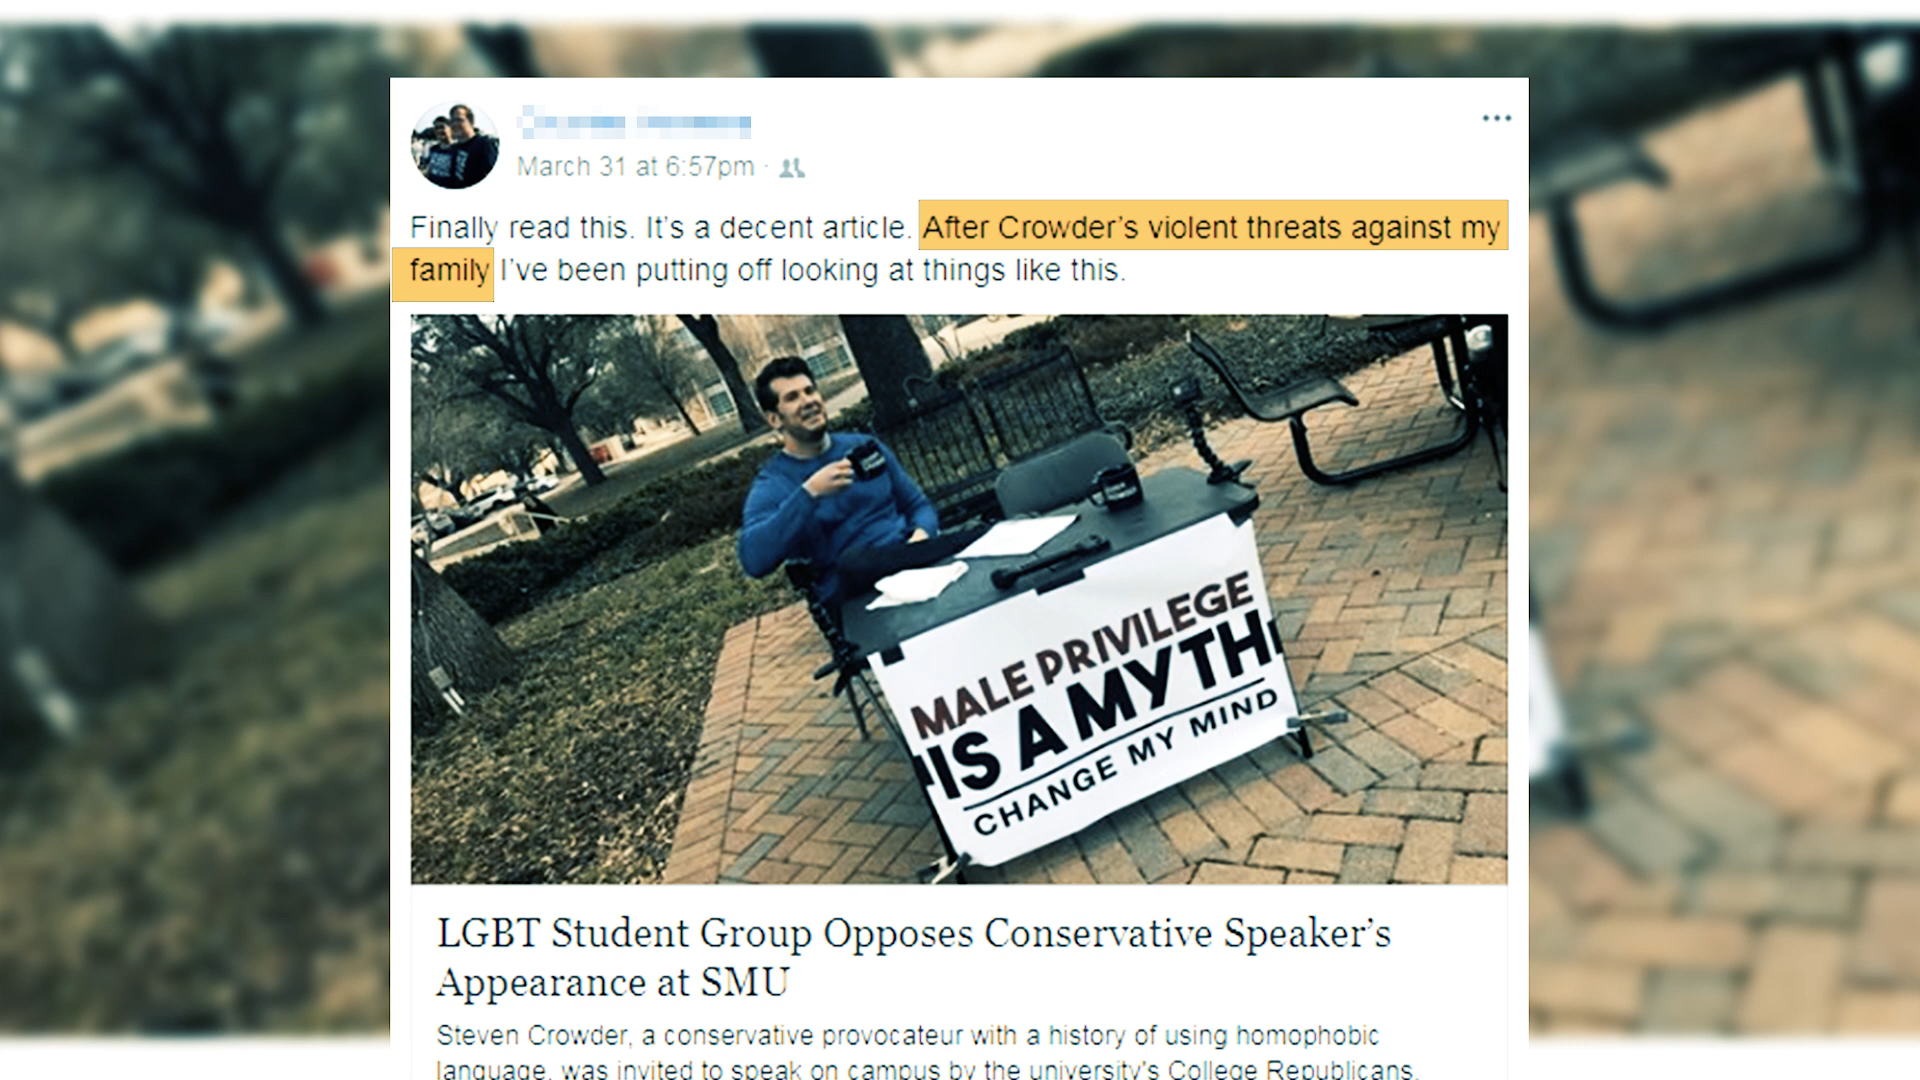 March 31 at 6:57pm ·
Finally read this. It's a decent article. After Crowder's violent threats against my
family I've been putting off looking at things like this.
MALE PRIVILEGE
IS A MYTH
CHANGE MY MIND
LGBT Student Group Opposes Conservative Speaker's
Appearance at SMU
Steven Crowder, a conservative provocateur with a history of using homophobic
language, was invited to speak on campus by the university's College Republicans.